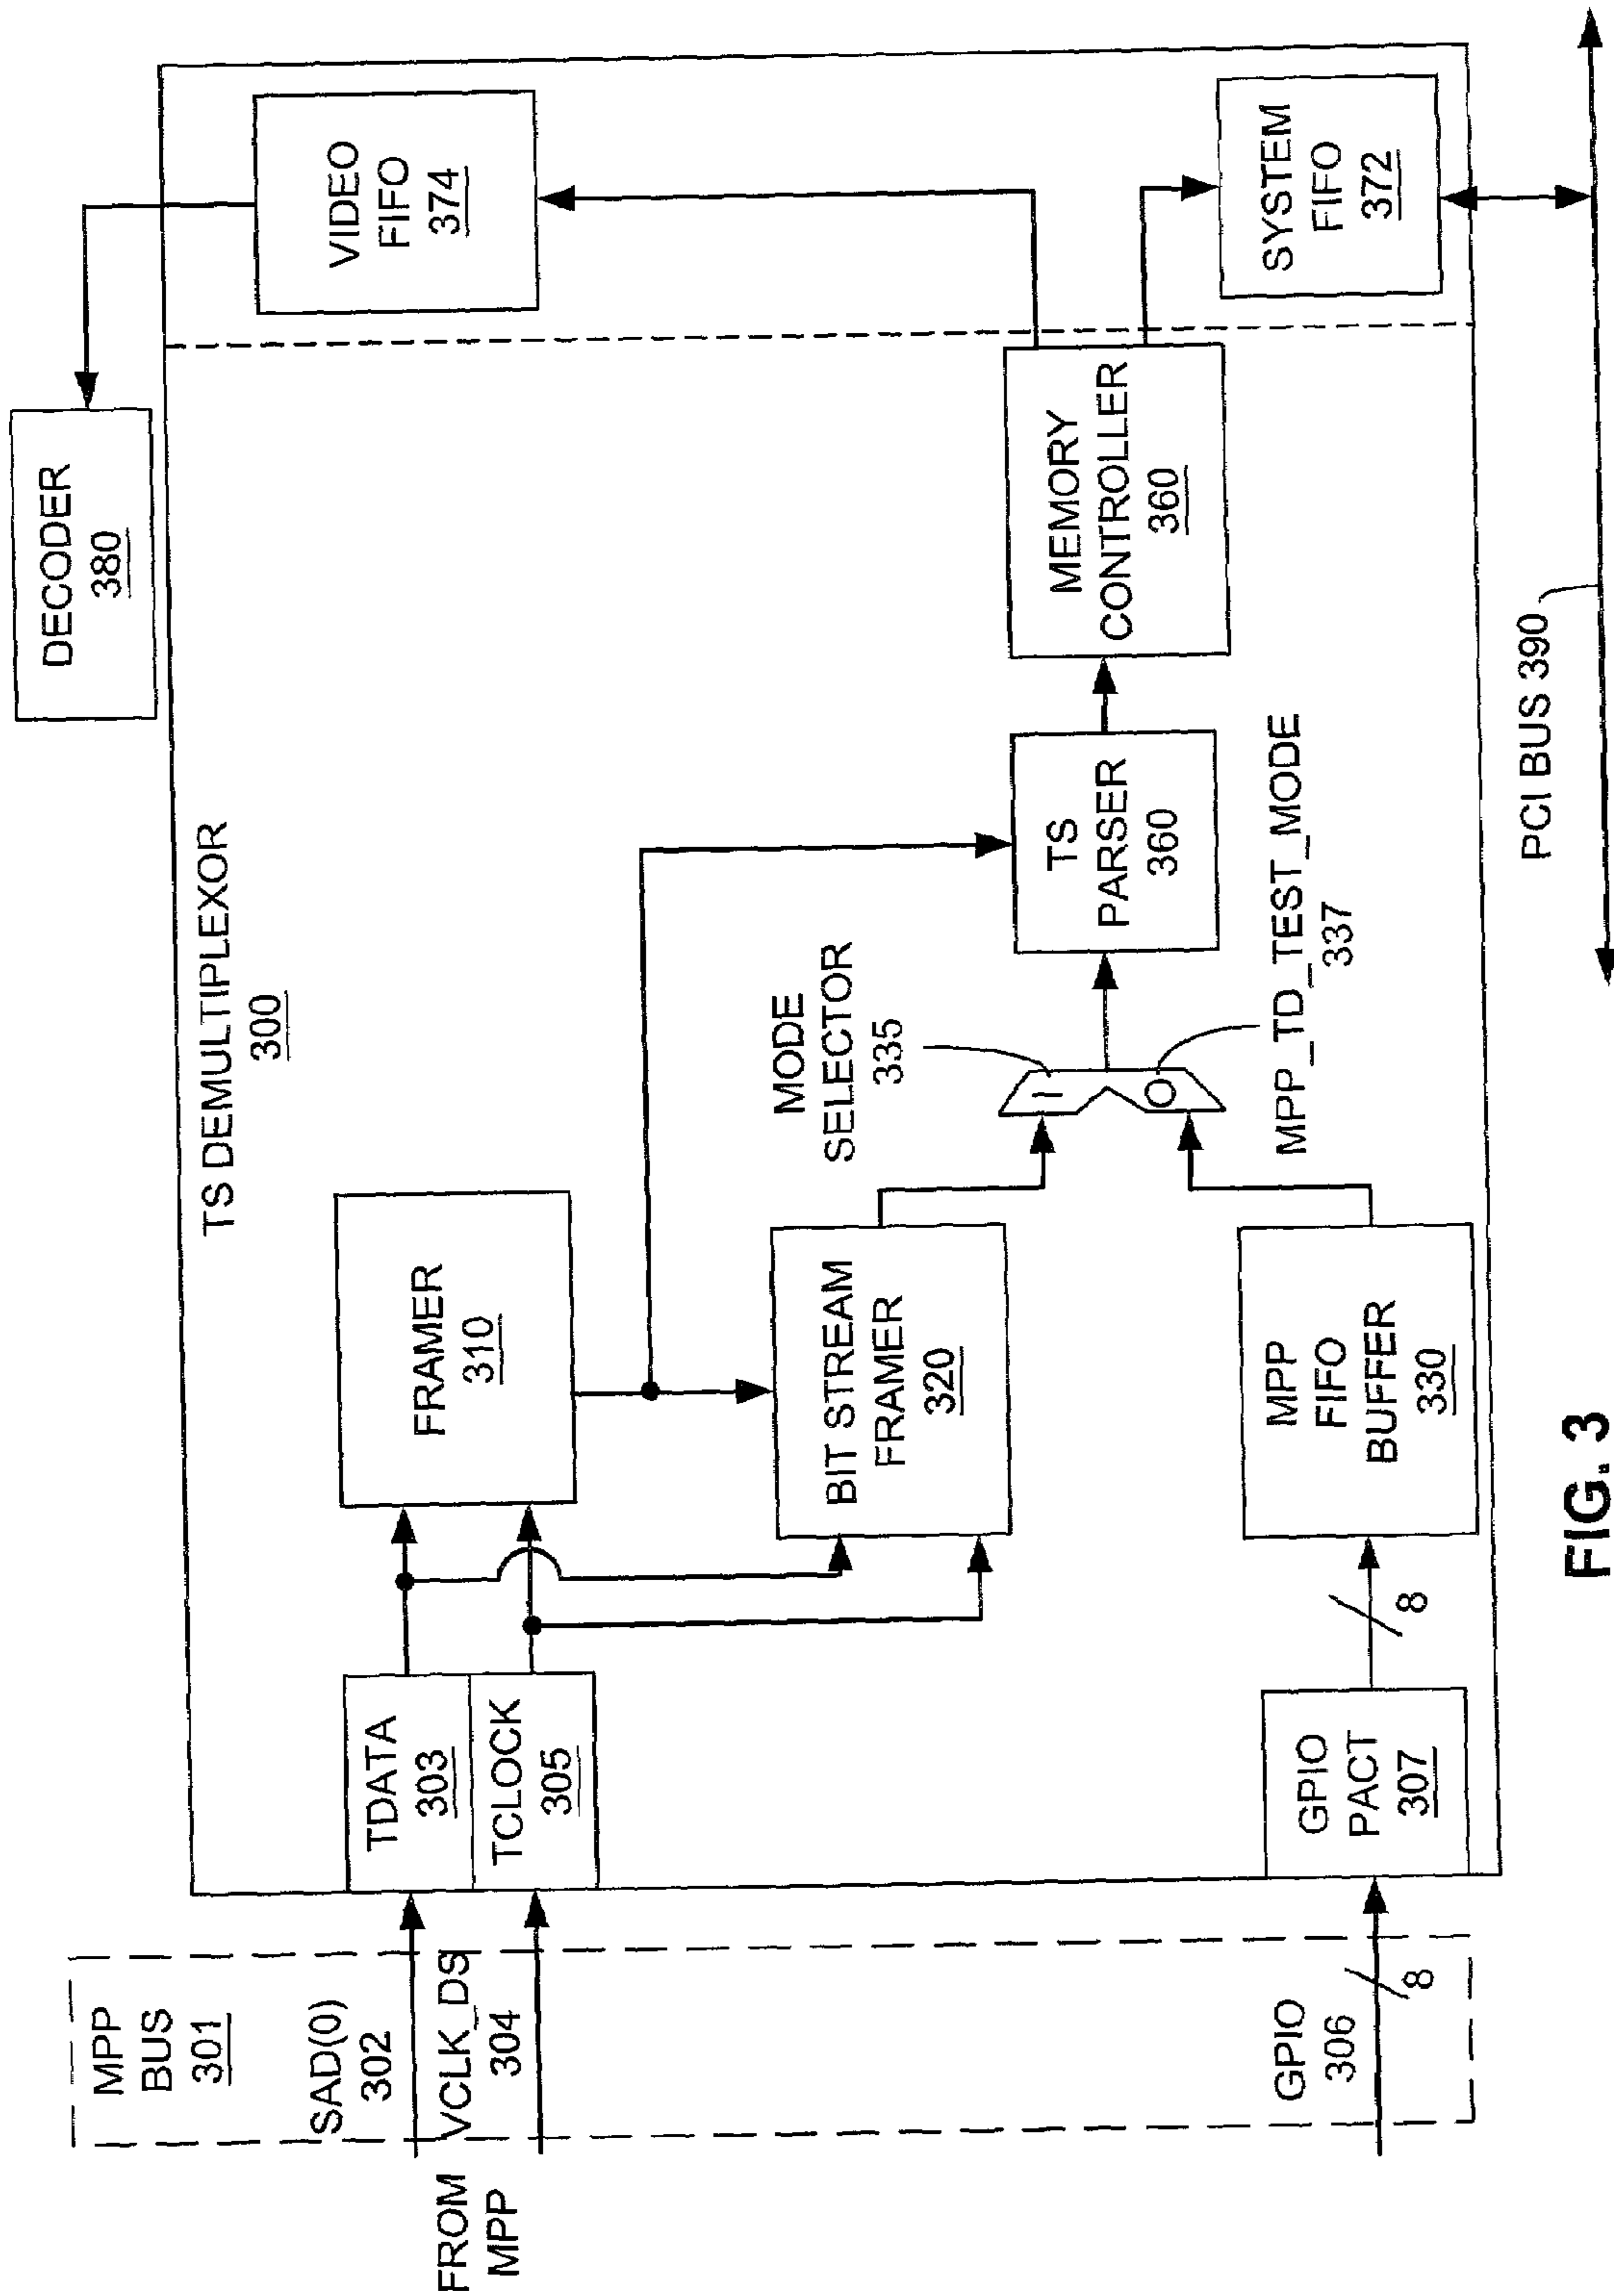 MPP
BUS
301
SAD(0)
302
VCLK_DS
304
FROM
MPP
GPIO
306
8
TS DEMULTIPLEXOR
300
TDATA
303
TCLOCK
305
GPIO
PACT
307
8
FRAMER
310
BIT STREAM
FRAMER
320
MPP
FIFO
BUFFER
330
MODE
SELECTOR
335
1
0
MPP_TD_TEST_MODE
337
TS
PARSER
360
MEMORY
CONTROLLER
360
DECODER
380
VIDEO
FIFO
374
SYSTEM
FIFO
372
PCI BUS 390
FIG. 3